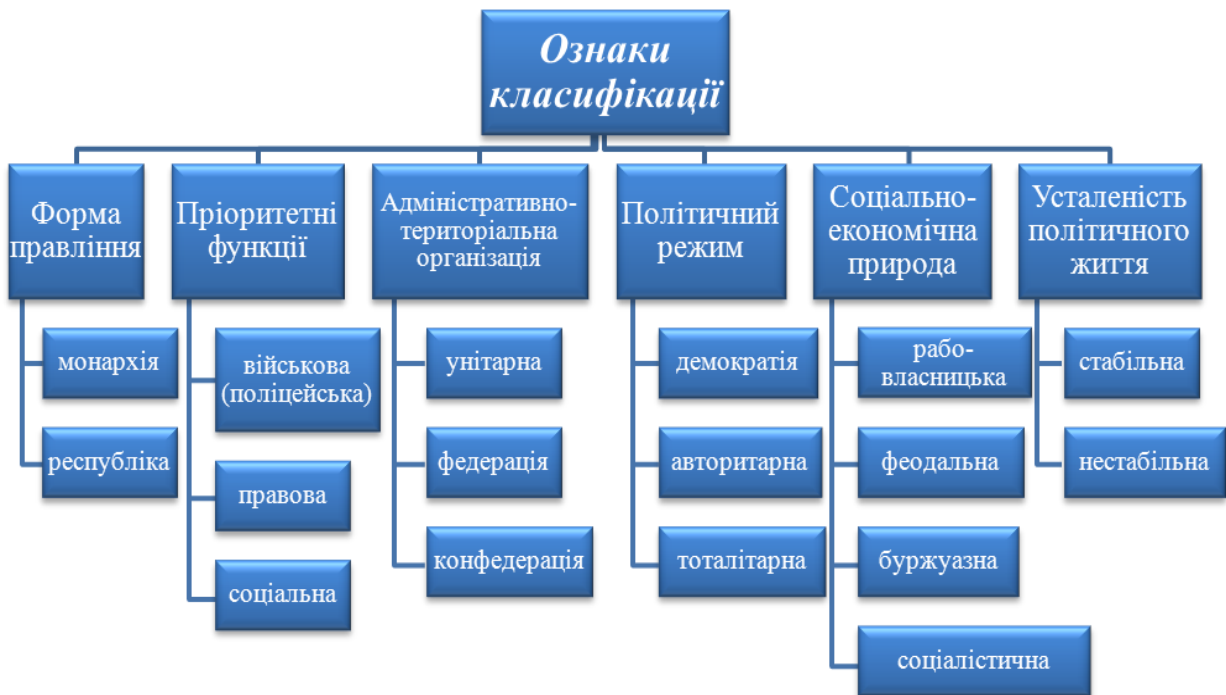 Ознаки
класифікації
Форма
правління
монархія
республіка
Пріоритетні
функції
військова
(поліцейська)
правова
соціальна
Адміністративно-
територіальна
організація
унітарна
федерація
конфедерація
Політичний
режим
демократія
авторитарна
тоталітарна
Соціально-
економічна
природа
рабо-
власницька
феодальна
буржуазна
соціалістична
Усталеність
політичного
життя
стабільна
нестабільна